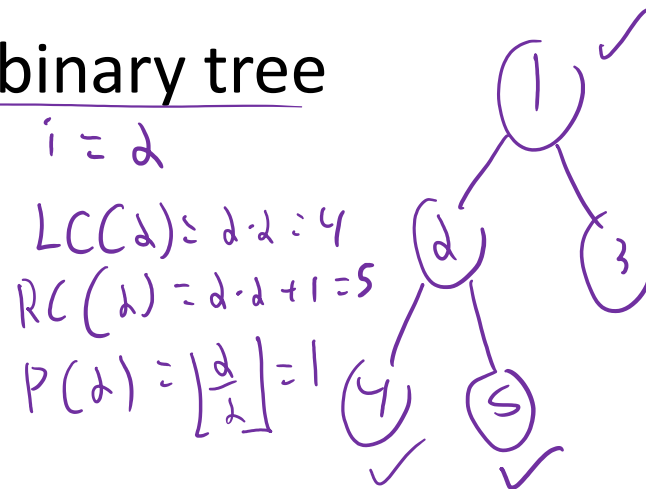 binary tree
i = 2
LC(2) = 2·2 = 4
RC(2) = 2·2+1=5
P(2) = ⌊2/2⌋ = 1
1
2
3
4
5